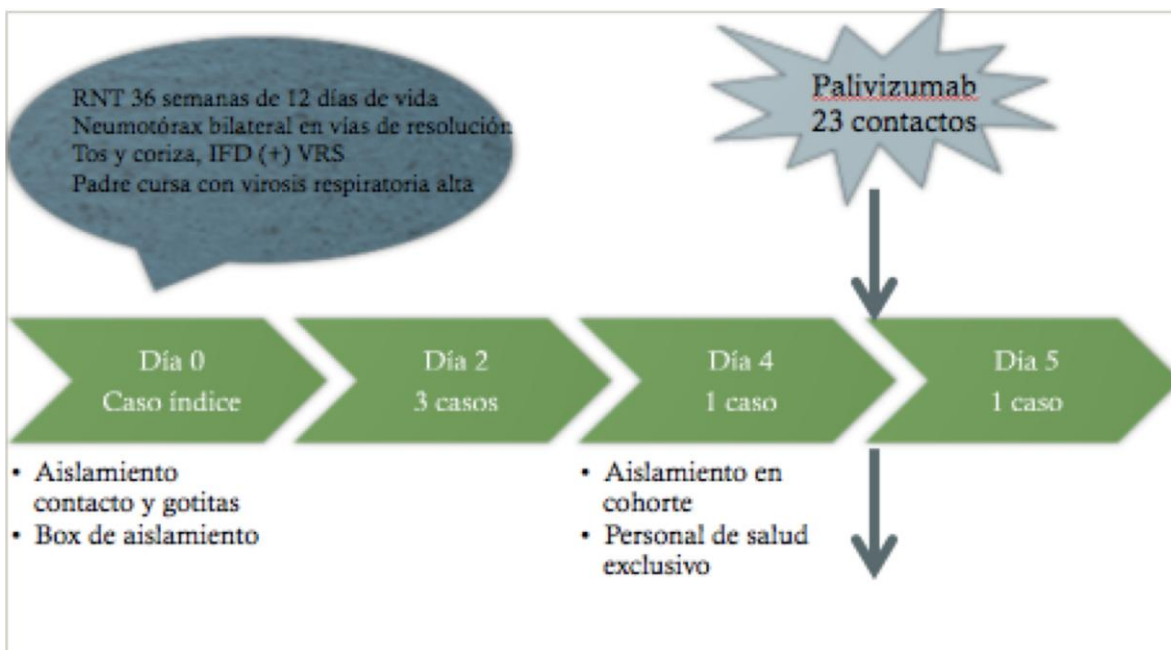 RNT 36 semanas de 12 días de vida
Neumotórax bilateral en vías de resolución
Tos y coriza, IFD (+) VRS
Padre cursa con virosis respiratoria alta
Palivizumab
23 contactos
Día 0
Caso índice
Día 2
3 casos
Día 4
1 caso
Dia 5
1 caso
• Aislamiento
contacto y gotitas
• Box de aislamiento
• Aislamiento en
cohorte
• Personal de salud
exclusivo